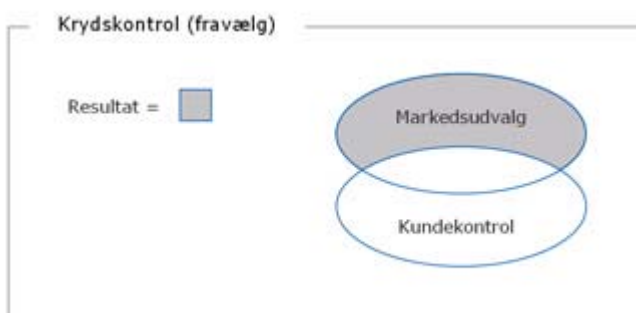 Krydskontrol (fravælg)
Resultat =
Markedsudvalg
Kundekontrol